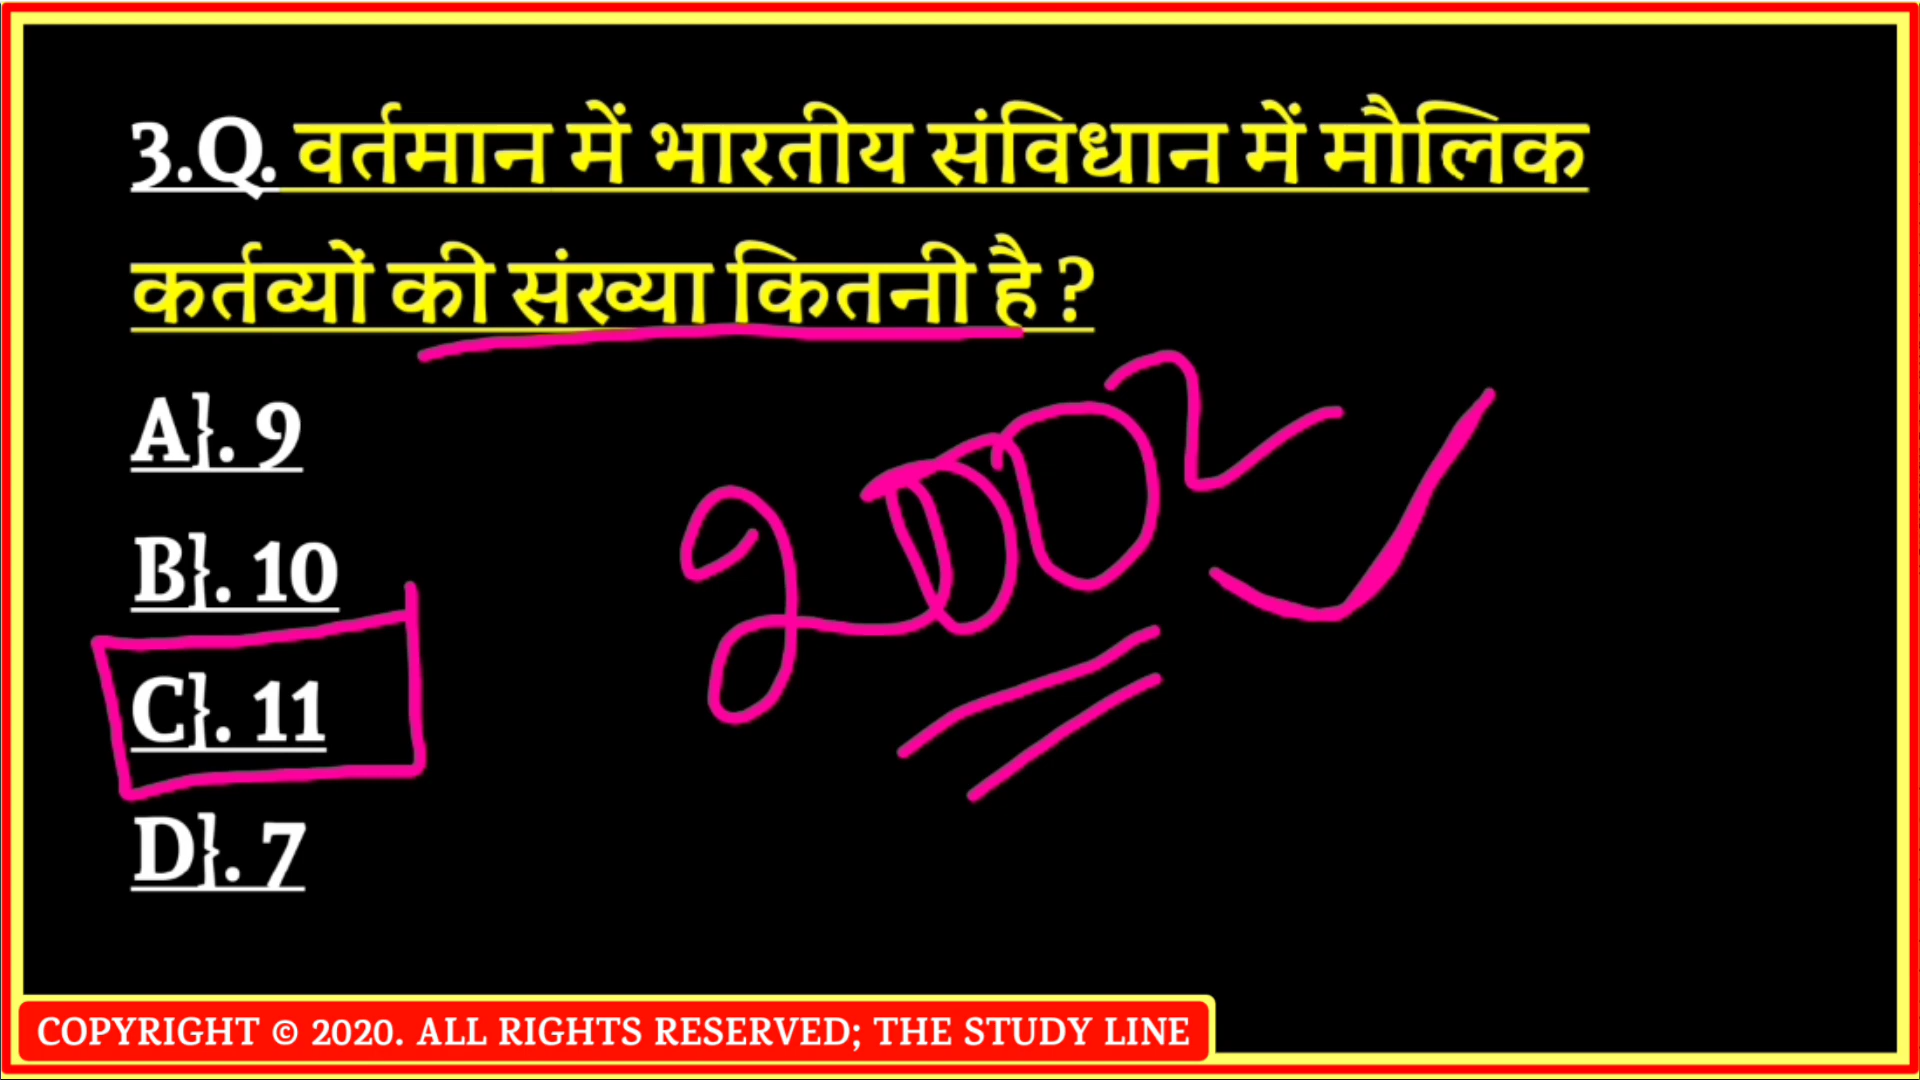 3.Q. वर्तमान में भारतीय संविधान में मौलिक
कर्तव्यों की संख्या कितनी है ?
A}. 9
2002
B}. 10
C}. 11
D}. 7
COPYRIGHT © 2020. ALL RIGHTS RESERVED; THE STUDY LINE